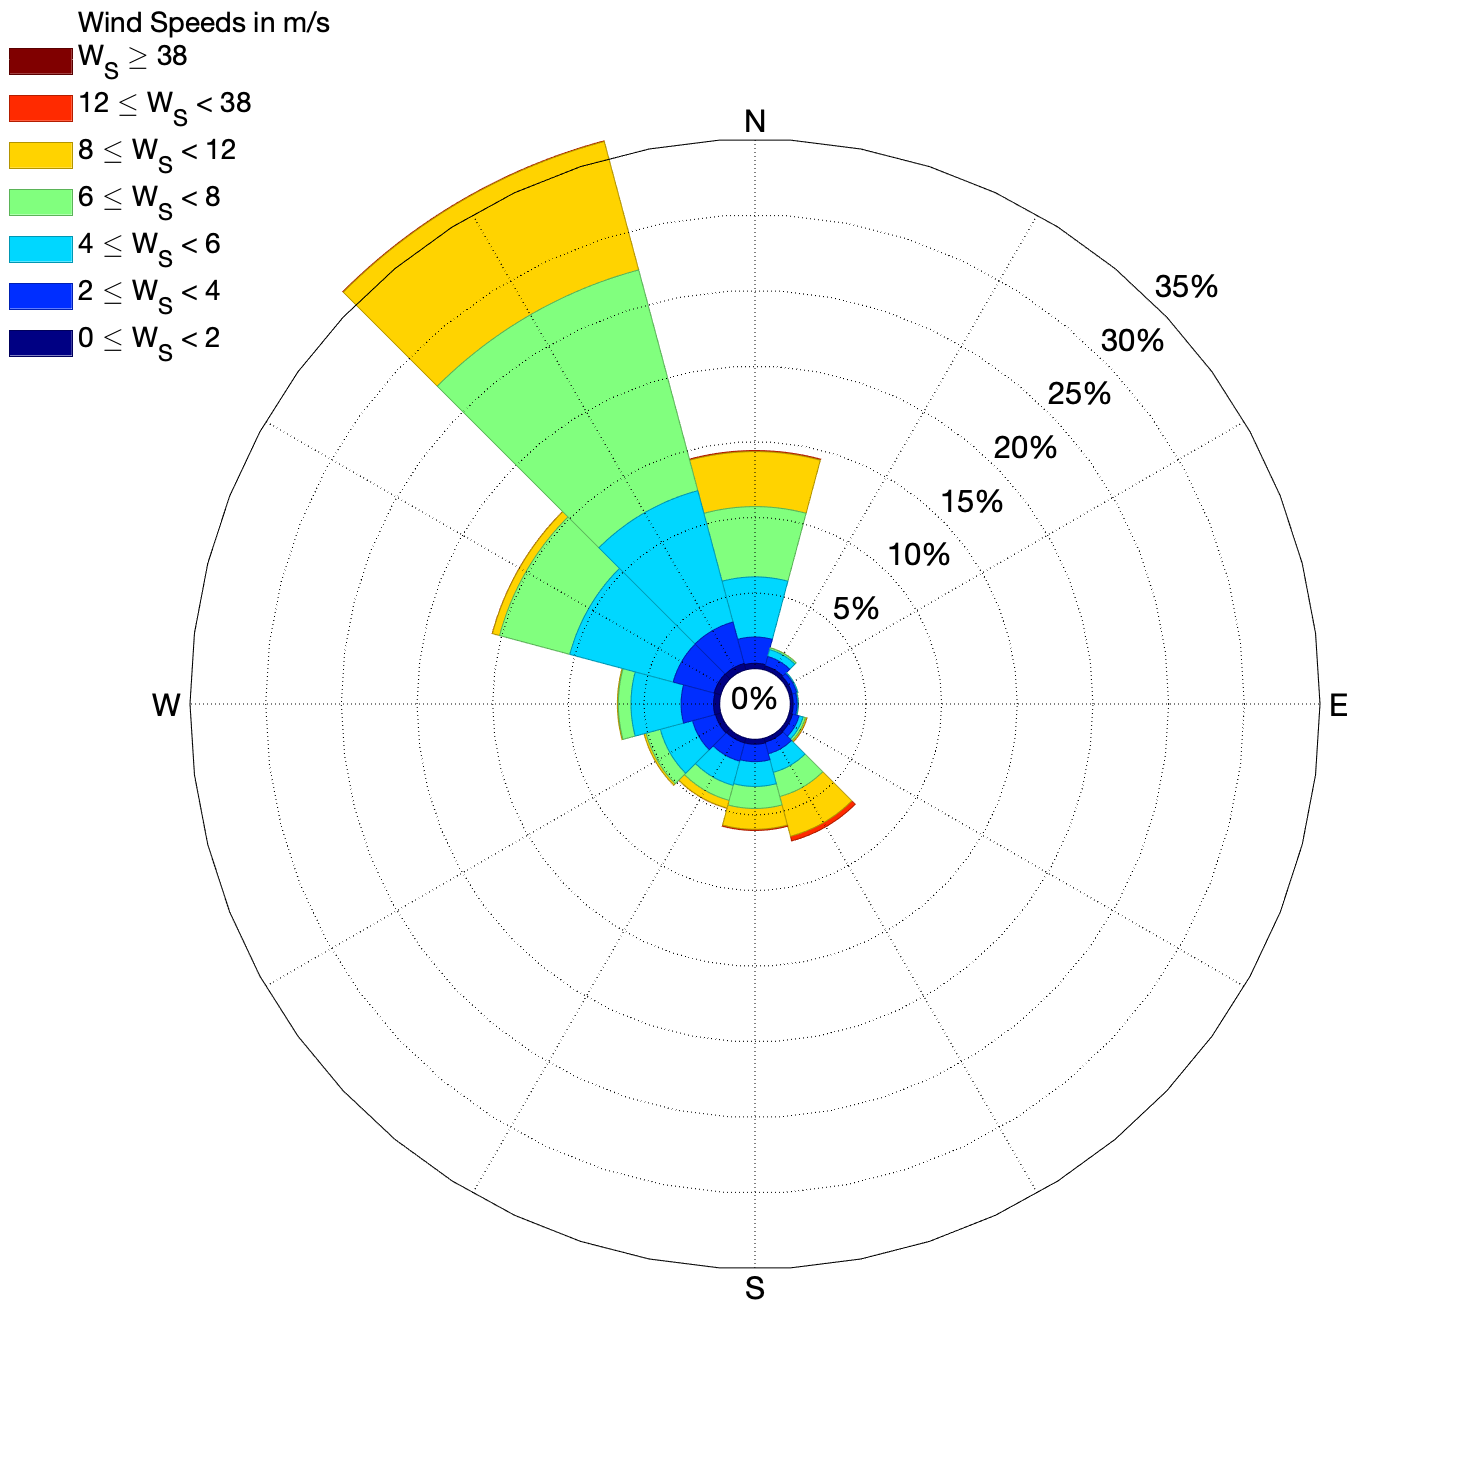 Wind Speeds in m/s
W_S ≥ 38
12 ≤ W_S < 38
8 ≤ W_S < 12
6 ≤ W_S < 8
4 ≤ W_S < 6
2 ≤ W_S < 4
0 ≤ W_S < 2
N
35%
30%
25%
20%
15%
10%
5%
0%
W
E
S